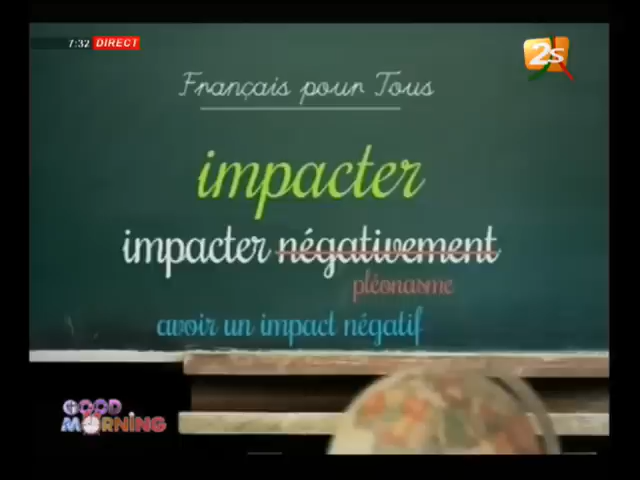 7:32 DIRECT
2s
Français pour Tous
impacter
impacter négativement
pléonasme
avoir un impact négatif
GOOD
MORNING